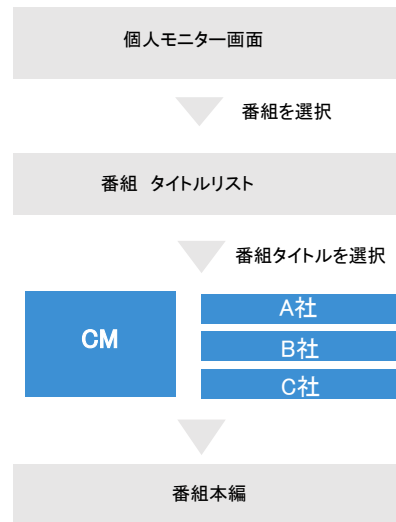 個人モニター画面
番組を選択
番組 タイトルリスト
番組タイトルを選択
CM
A社
B社
C社
番組本編